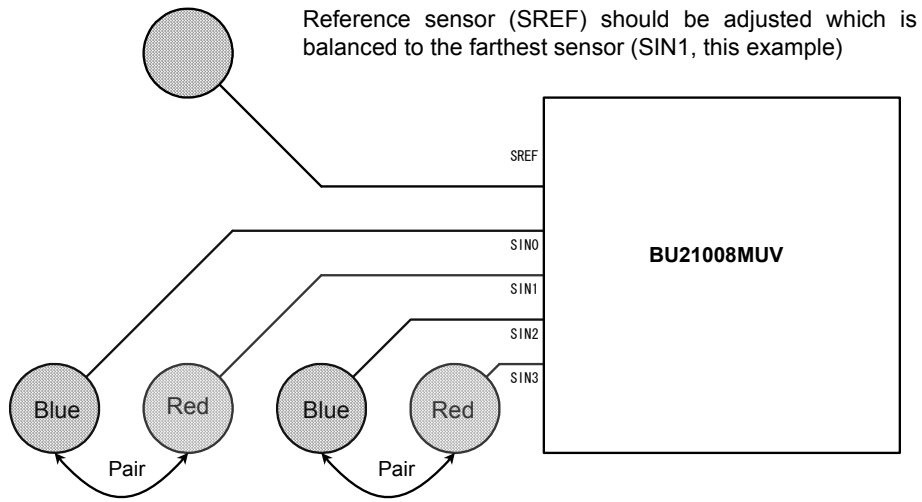 Reference sensor (SREF) should be adjusted which is
balanced to the farthest sensor (SIN1, this example)
SREF
SIN0
BU21008MUV
SIN1
SIN2
SIN3
Blue
Red
Blue
Red
Pair
Pair